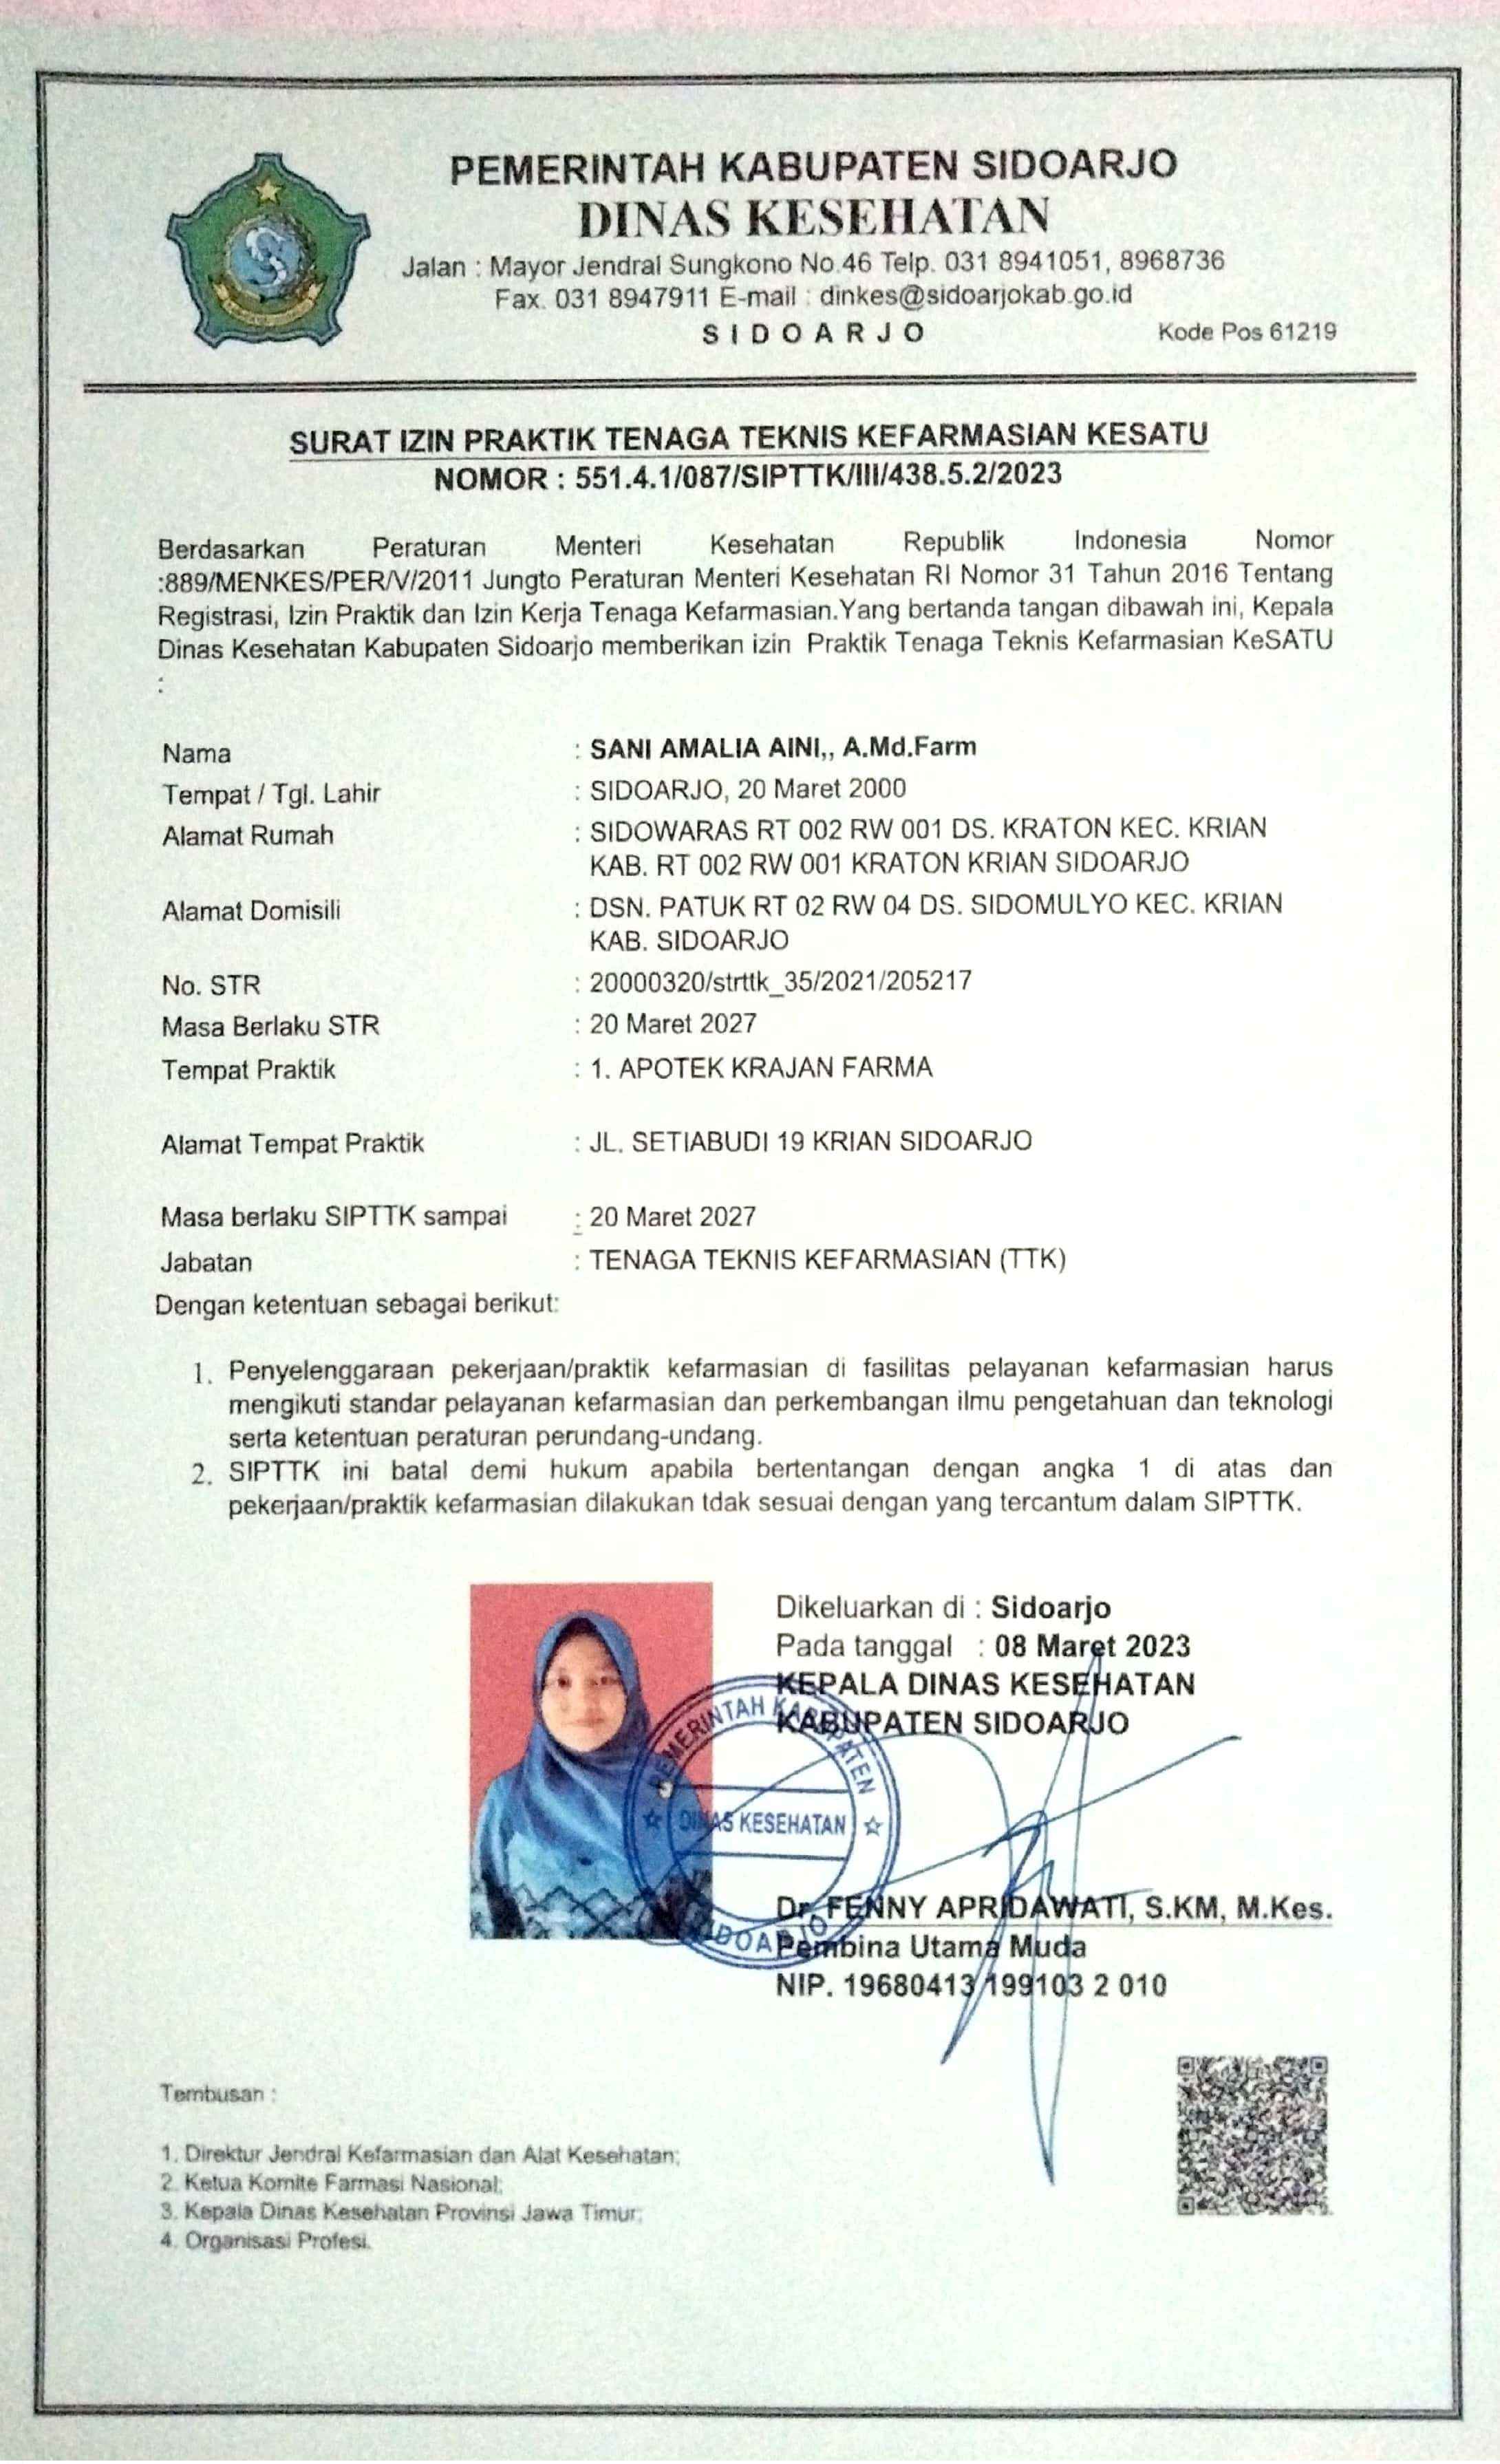 PEMERINTAH KABUPATEN SIDOARJO
DINAS KESEHATAN
Jalan : Mayor Jendral Sungkono No.46 Telp. 031 8941051, 8968736
Fax. 031 8947911 E-mail : dinkes@sidoarjokab.go.id
SIDOARJO Kode Pos 61219
SURAT IZIN PRAKTIK TENAGA TEKNIS KEFARMASIAN KESATU
NOMOR : 551.4.1/087/SIPTTK/III/438.5.2/2023
Berdasarkan Peraturan Menteri Kesehatan Republik Indonesia Nomor
:889/MENKES/PER/V/2011 Jungto Peraturan Menteri Kesehatan RI Nomor 31 Tahun 2016 Tentang
Registrasi, Izin Praktik dan Izin Kerja Tenaga Kefarmasian.Yang bertanda tangan dibawah ini, Kepala
Dinas Kesehatan Kabupaten Sidoarjo memberikan izin Praktik Tenaga Teknis Kefarmasian KeSATU
:
Nama : SANI AMALIA AINI,, A.Md.Farm
Tempat / Tgl. Lahir : SIDOARJO, 20 Maret 2000
Alamat Rumah : SIDOWARAS RT 002 RW 001 DS. KRATON KEC. KRIAN
KAB. RT 002 RW 001 KRATON KRIAN SIDOARJO
Alamat Domisili : DSN. PATUK RT 02 RW 04 DS. SIDOMULYO KEC. KRIAN
KAB. SIDOARJO
No. STR : 20000320/strttk_35/2021/205217
Masa Berlaku STR : 20 Maret 2027
Tempat Praktik : 1. APOTEK KRAJAN FARMA
Alamat Tempat Praktik : JL. SETIABUDI 19 KRIAN SIDOARJO
Masa berlaku SIPTTK sampai : 20 Maret 2027
Jabatan : TENAGA TEKNIS KEFARMASIAN (TTK)
Dengan ketentuan sebagai berikut:
1. Penyelenggaraan pekerjaan/praktik kefarmasian di fasilitas pelayanan kefarmasian harus
mengikuti standar pelayanan kefarmasian dan perkembangan ilmu pengetahuan dan teknologi
serta ketentuan peraturan perundang-undang.
2. SIPTTK ini batal demi hukum apabila bertentangan dengan angka 1 di atas dan
pekerjaan/praktik kefarmasian dilakukan tdak sesuai dengan yang tercantum dalam SIPTTK.
Dikeluarkan di : Sidoarjo
Pada tanggal : 08 Maret 2023
KEPALA DINAS KESEHATAN
KABUPATEN SIDOARJO
PEMERINTAH KABUPATEN
DINAS KESEHATAN
SIDOARJO
Dr. FENNY APRIDAWATI, S.KM, M.Kes.
Pembina Utama Muda
NIP. 19680413 199103 2 010
Tembusan :
1. Direktur Jendral Kefarmasian dan Alat Kesehatan;
2. Ketua Komite Farmasi Nasional;
3. Kepala Dinas Kesehatan Provinsi Jawa Timur;
4. Organisasi Profesi.